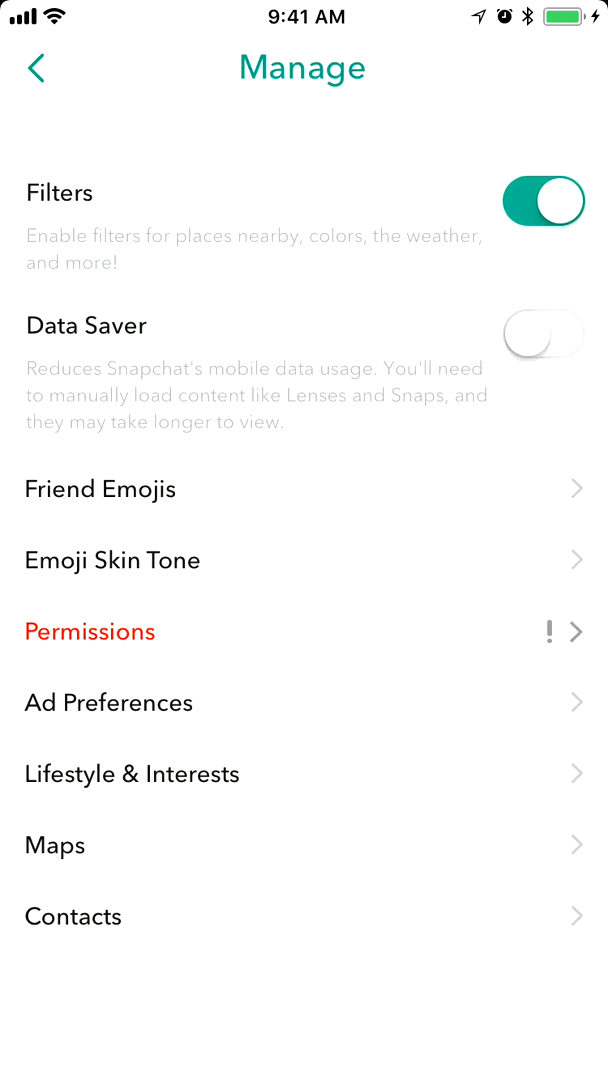 9:41 AM
Manage
Filters
Enable filters for places nearby, colors, the weather,
and more!
Data Saver
Reduces Snapchat's mobile data usage. You'll need
to manually load content like Lenses and Snaps, and
they may take longer to view.
Friend Emojis
Emoji Skin Tone
Permissions !
Ad Preferences
Lifestyle & Interests
Maps
Contacts